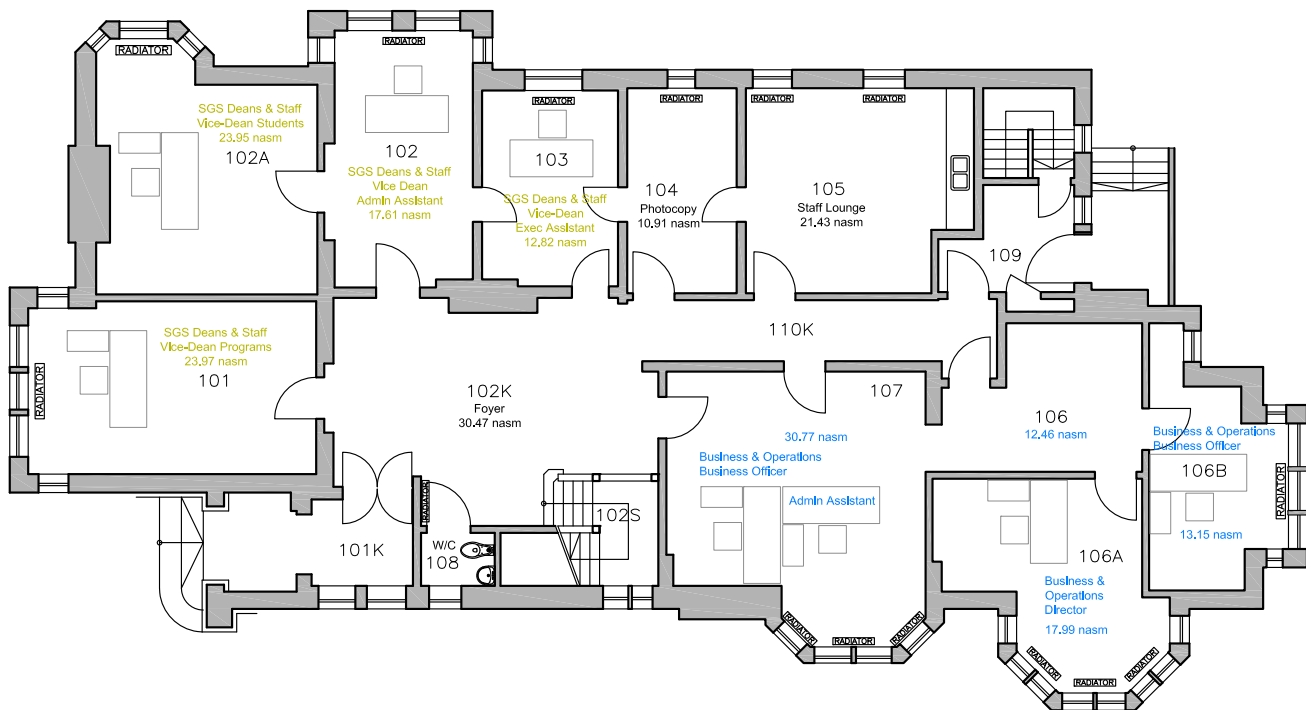 RADIATOR
SGS Deans & Staff
Vice-Dean Students
23.95 nasm
102A
RADIATOR
102
SGS Deans & Staff
Vice Dean
Admin Assistant
17.61 nasm
RADIATOR
103
SGS Deans & Staff
Vice-Dean
Exec Assistant
12.82 nasm
RADIATOR
104
Photocopy
10.91 nasm
RADIATOR
RADIATOR
105
Staff Lounge
21.43 nasm
109
110K
SGS Deans & Staff
Vice-Dean Programs
23.97 nasm
101
RADIATOR
102K
Foyer
30.47 nasm
107
30.77 nasm
Business & Operations
Business Officer
Admin Assistant
106
12.46 nasm
Business & Operations
Business Officer
106B
13.15 nasm
RADIATOR
101K
RADIATOR
W/C
108
102S
106A
Business &
Operations
Director
17.99 nasm
RADIATOR
RADIATOR
RADIATOR
RADIATOR
RADIATOR
RADIATOR